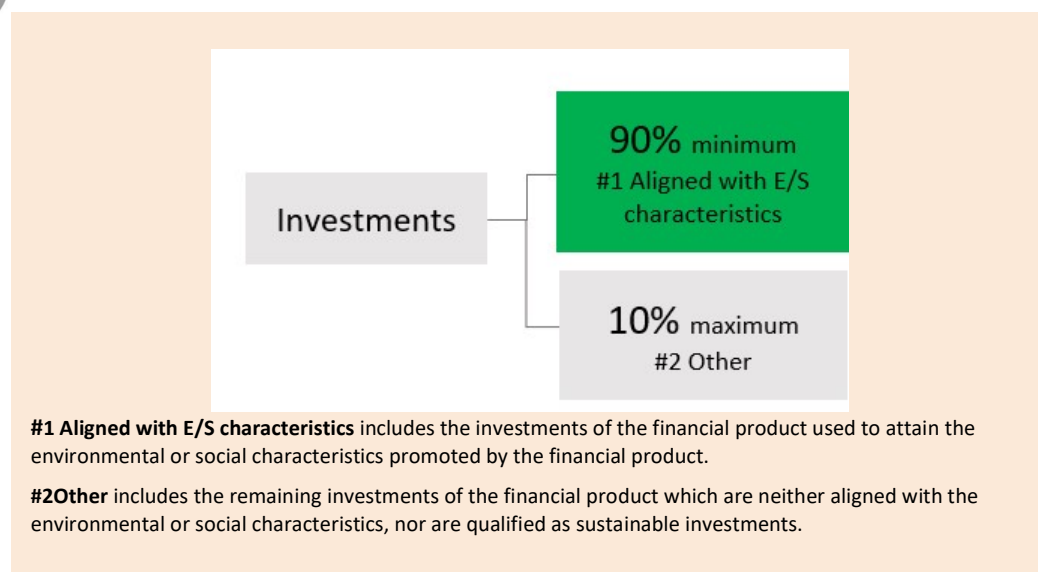 90% minimum
#1 Aligned with E/S
characteristics
Investments
10% maximum
#2 Other
#1 Aligned with E/S characteristics includes the investments of the financial product used to attain the
environmental or social characteristics promoted by the financial product.
#2Other includes the remaining investments of the financial product which are neither aligned with the
environmental or social characteristics, nor are qualified as sustainable investments.